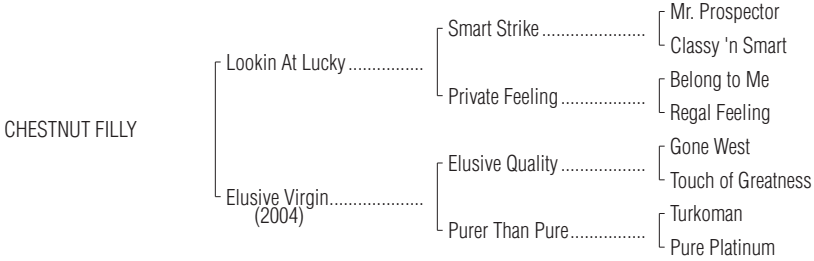 Mr. Prospector
Smart Strike......................
Classy 'n Smart
Lookin At Lucky................
Belong to Me
Private Feeling..................
Regal Feeling
CHESTNUT FILLY
Gone West
Elusive Quality..................
Touch of Greatness
Elusive Virgin....................
(2004)
Turkoman
Purer Than Pure................
Pure Platinum